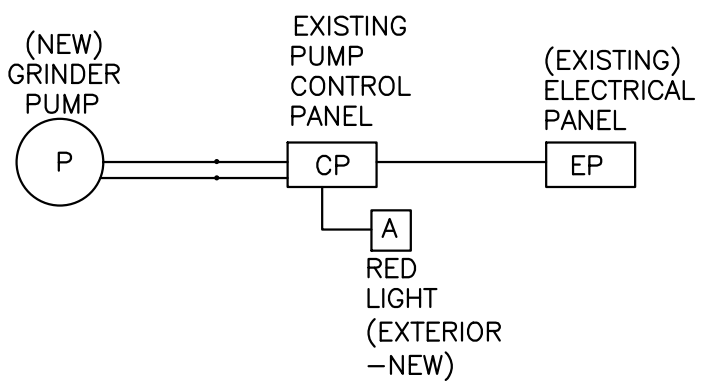 (NEW)
GRINDER
PUMP
P
EXISTING
PUMP
CONTROL
PANEL
CP
(EXISTING)
ELECTRICAL
PANEL
EP
A
RED
LIGHT
(EXTERIOR
-NEW)